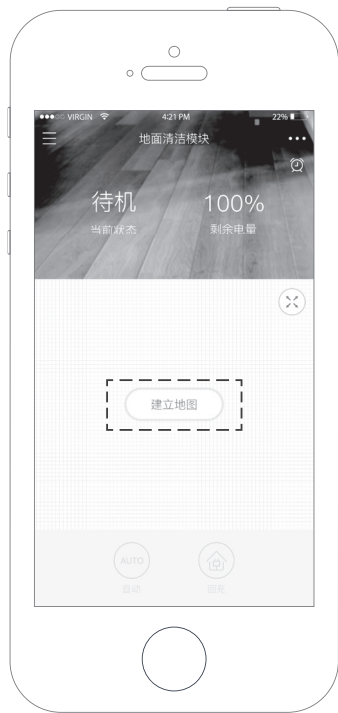 VIRGIN 4:21 PM 22%
地面清洁模块
待机 100%
当前状态 剩余电量
建立地图
AUTO
自动 回充